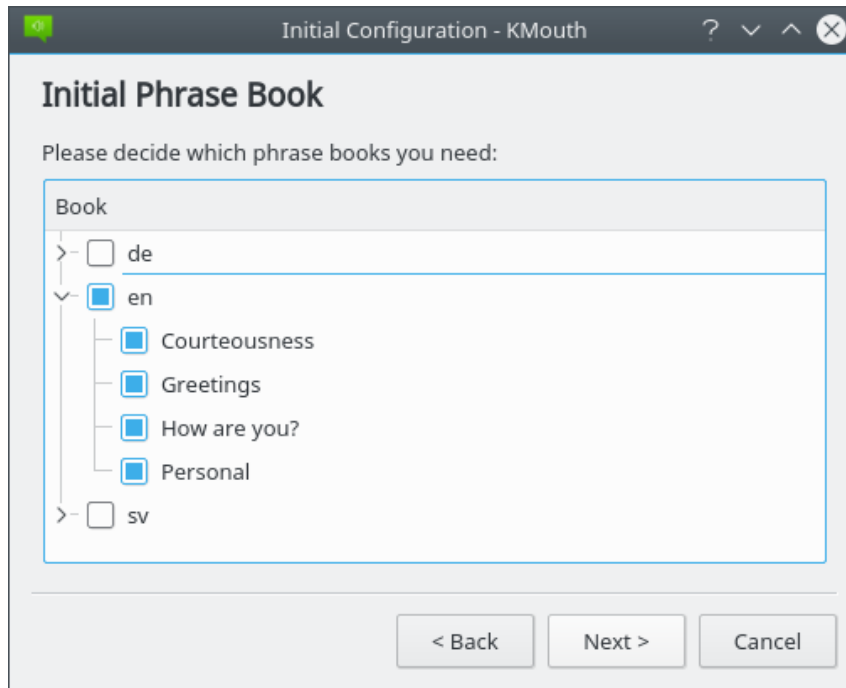 Initial Configuration - KMouth
Initial Phrase Book
Please decide which phrase books you need:
Book
de
en
Courteousness
Greetings
How are you?
Personal
sv
< Back Next > Cancel